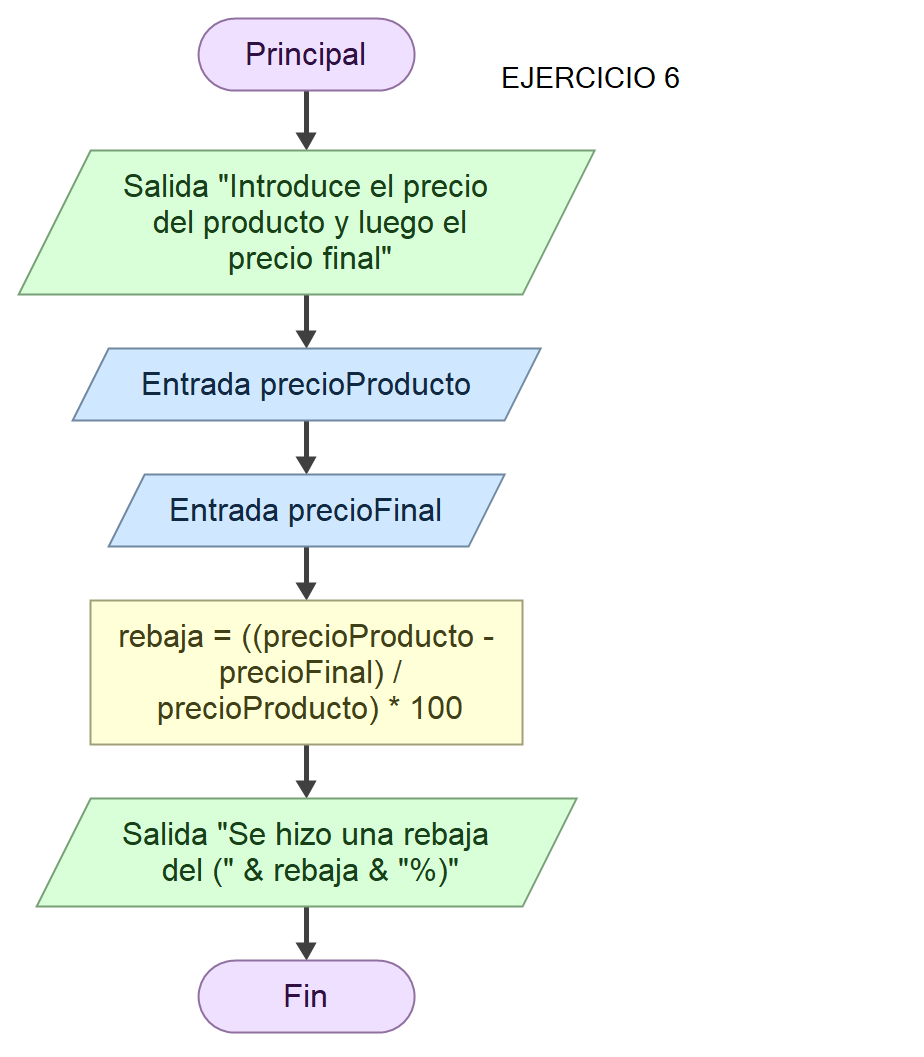 Principal
EJERCICIO 6
Salida "Introduce el precio
del producto y luego el
precio final"
Entrada precioProducto
Entrada precioFinal
rebaja = ((precioProducto -
precioFinal) /
precioProducto) * 100
Salida "Se hizo una rebaja
del (" & rebaja & "%)"
Fin